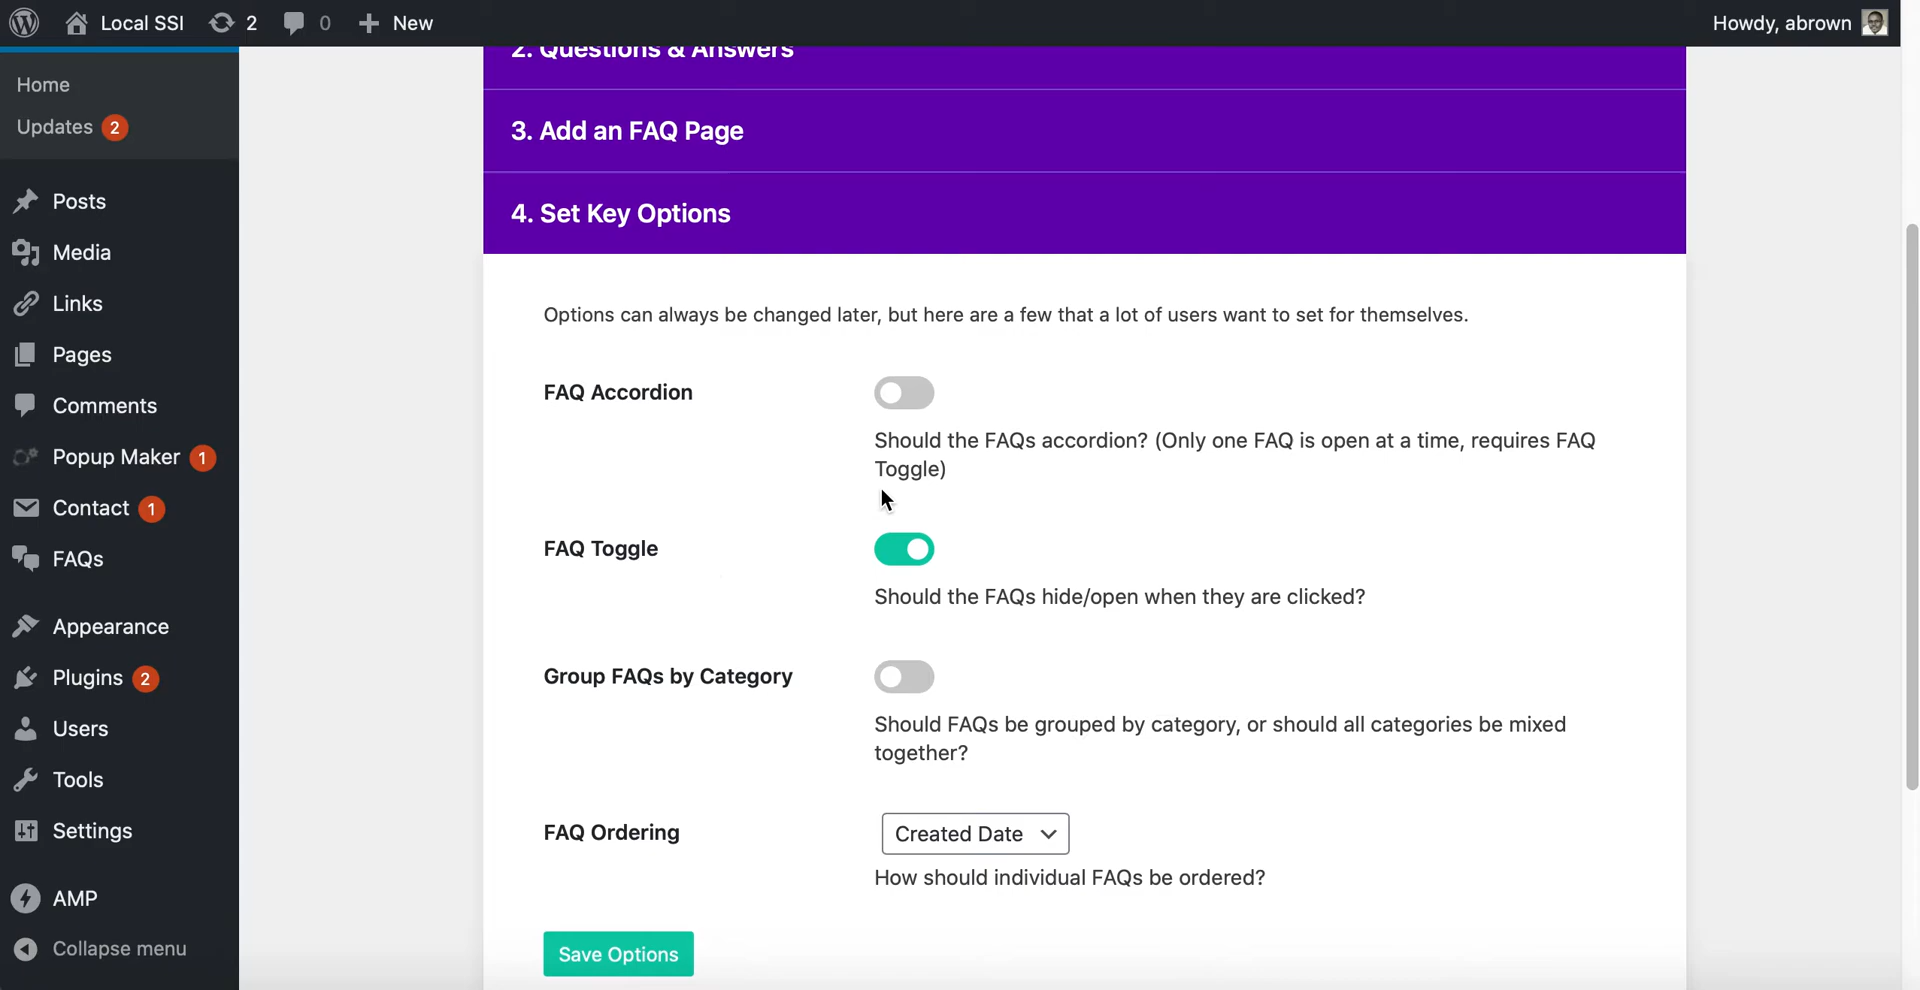 Local SSI 2 0 New Howdy, abrown
Home
Updates 2
Posts
Media
Links
Pages
Comments
Popup Maker 1
Contact 1
FAQs
Appearance
Plugins 2
Users
Tools
Settings
AMP
Collapse menu
2. Questions & Answers
3. Add an FAQ Page
4. Set Key Options
Options can always be changed later, but here are a few that a lot of users want to set for themselves.
FAQ Accordion
Should the FAQs accordion? (Only one FAQ is open at a time, requires FAQ
Toggle)
FAQ Toggle
Should the FAQs hide/open when they are clicked?
Group FAQs by Category
Should FAQs be grouped by category, or should all categories be mixed
together?
FAQ Ordering
Created Date
How should individual FAQs be ordered?
Save Options